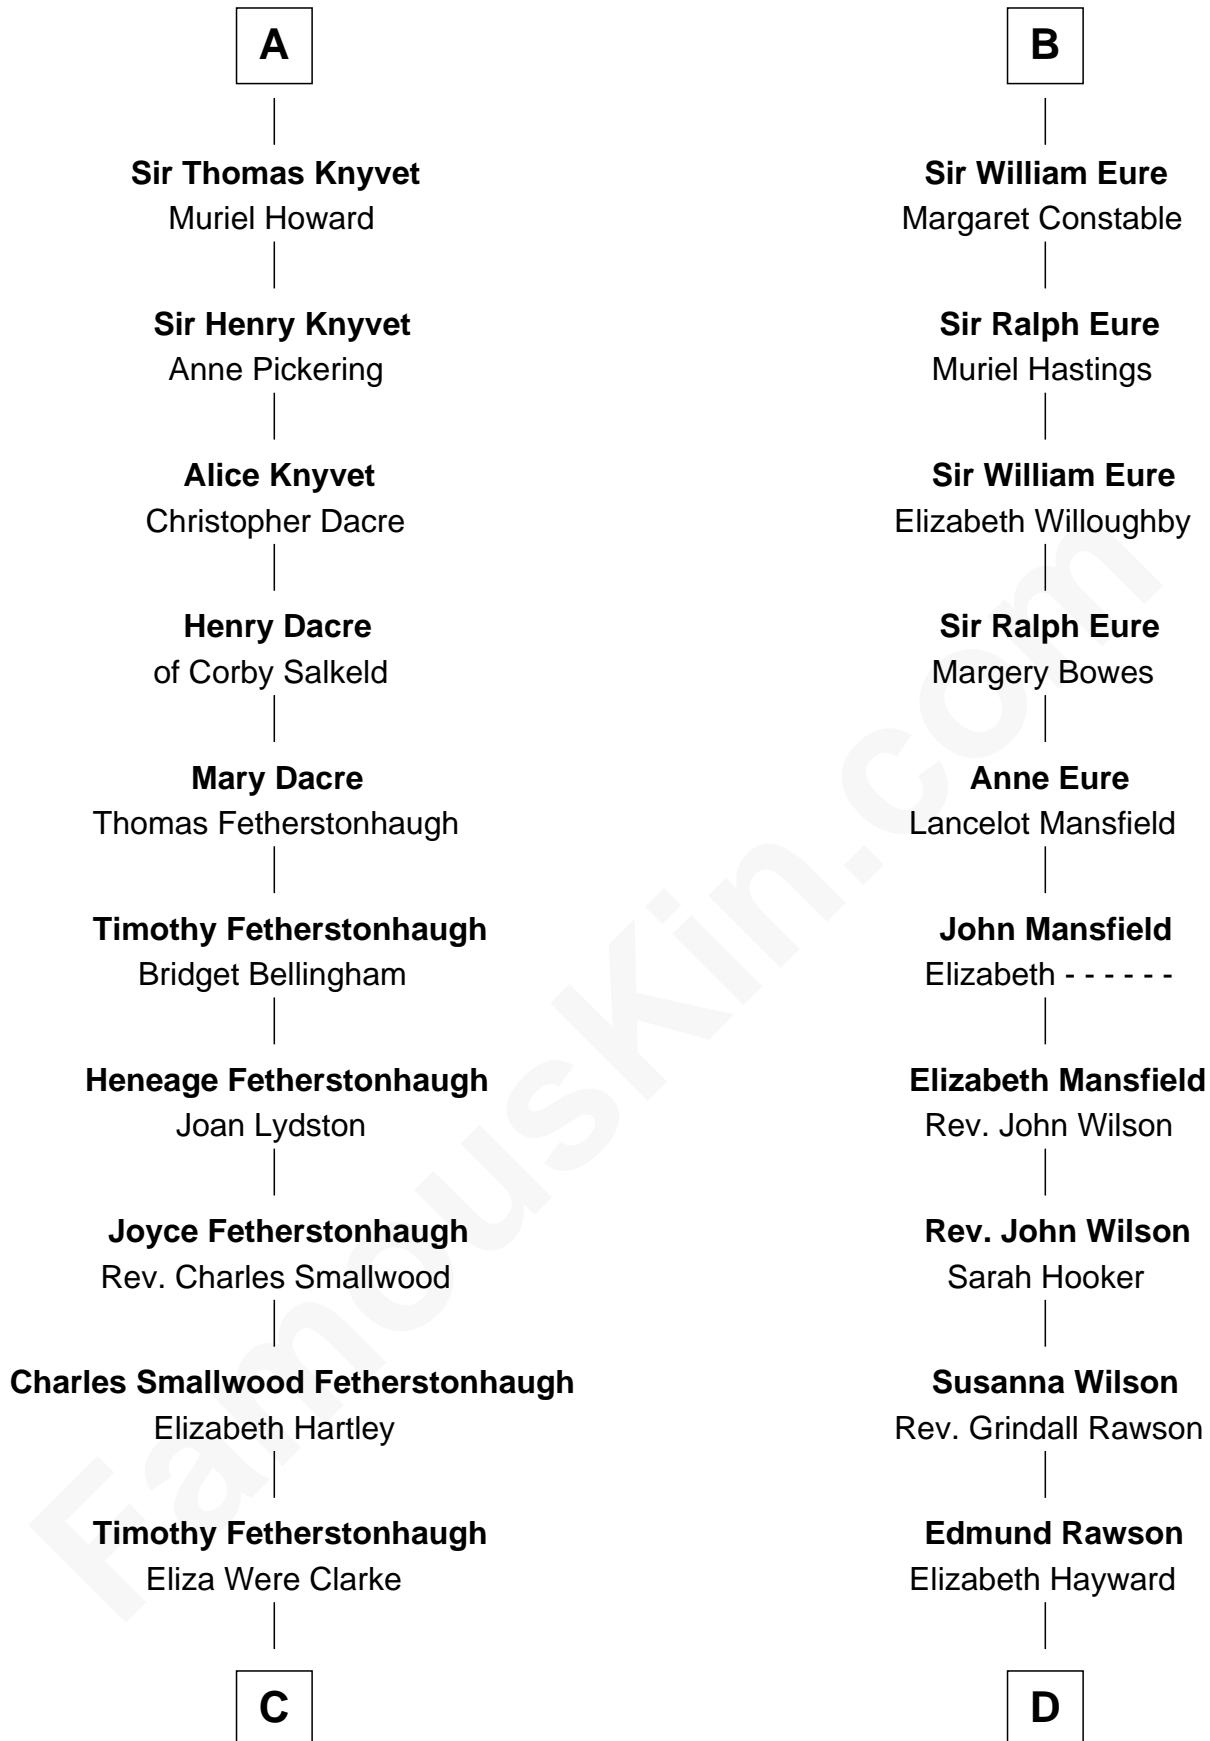 A
Sir Thomas Knyvet
Muriel Howard
Sir Henry Knyvet
Anne Pickering
Alice Knyvet
Christopher Dacre
Henry Dacre
of Corby Salkeld
Mary Dacre
Thomas Fetherstonhaugh
Timothy Fetherstonhaugh
Bridget Bellingham
Heneage Fetherstonhaugh
Joan Lydston
Joyce Fetherstonhaugh
Rev. Charles Smallwood
Charles Smallwood Fetherstonhaugh
Elizabeth Hartley
Timothy Fetherstonhaugh
Eliza Were Clarke
C
B
Sir William Eure
Margaret Constable
Sir Ralph Eure
Muriel Hastings
Sir William Eure
Elizabeth Willoughby
Sir Ralph Eure
Margery Bowes
Anne Eure
Lancelot Mansfield
John Mansfield
Elizabeth - - - - - -
Elizabeth Mansfield
Rev. John Wilson
Rev. John Wilson
Sarah Hooker
Susanna Wilson
Rev. Grindall Rawson
Edmund Rawson
Elizabeth Hayward
D
FamousKin.com